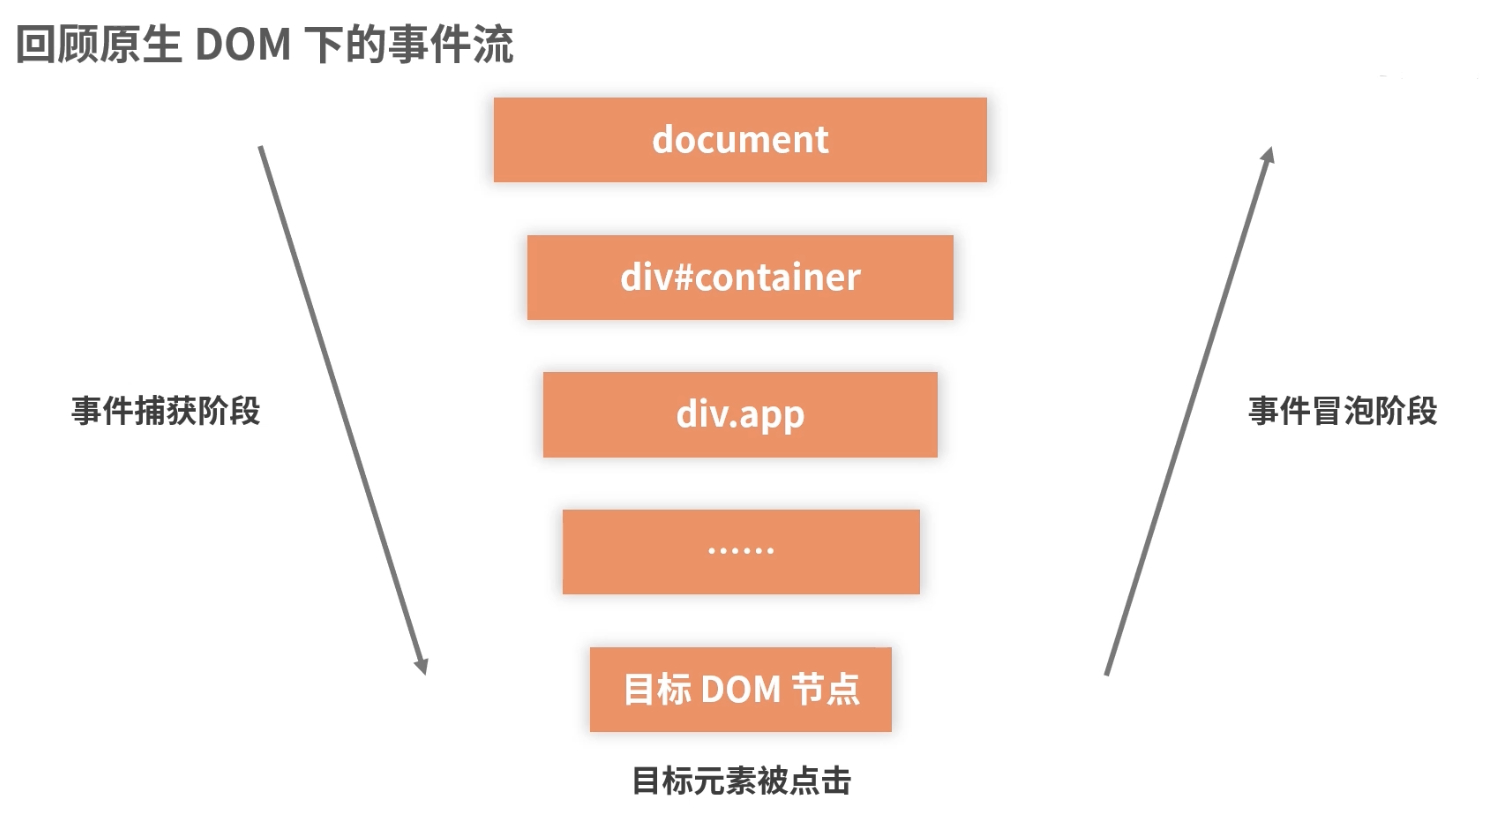 回顾原生 DOM 下的事件流
document
div#container
div.app
……
目标 DOM 节点
目标元素被点击
事件捕获阶段
事件冒泡阶段